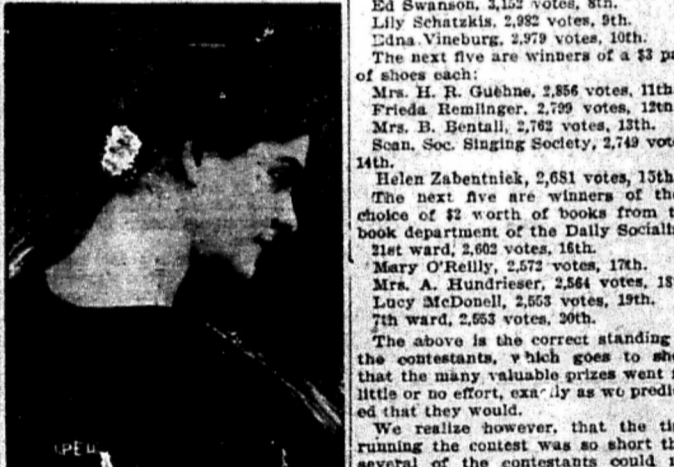 Ed Swanson, 3,152 votes, 8th.
Lily Schatzkis, 2,982 votes, 9th.
Edna Vineburg, 2,979 votes, 10th.
The next five are winners of a $3 pa
of shoes each:
Mrs. H. R. Guehne, 2,856 votes, 11th
Frieda Remlinger, 2,799 votes, 12th
Mrs. B. Bentall, 2,762 votes, 13th.
Scan. Soc. Singing Society, 2,749 vote
14th.
Helen Zabentnick, 2,681 votes, 15th
The next five are winners of the
choice of $2 worth of books from t
book department of the Daily Sociali
21st ward, 2,602 votes, 16th.
Mary O'Reilly, 2,572 votes, 17th.
Mrs. A. Hundrieser, 2,564 votes, 18
Lucy McDonell, 2,553 votes, 19th.
7th ward, 2,553 votes, 20th.
The above is the correct standing
the contestants, which goes to sho
that the many valuable prizes went f
little or no effort, exactly as we predi
ed that they would.
We realize however, that the ti
running the contest was so short th
several of the contestants could n